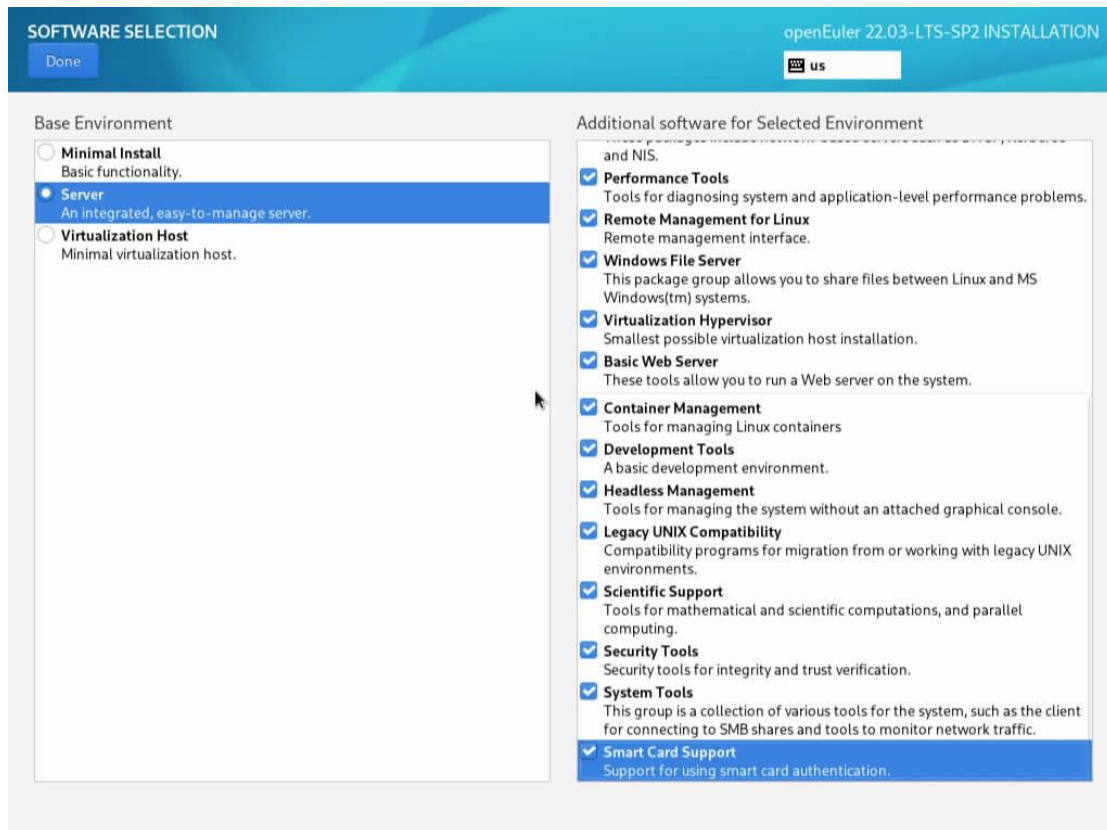 SOFTWARE SELECTION
Done
openEuler 22.03-LTS-SP2 INSTALLATION
us
Base Environment
Minimal Install
Basic functionality.
Server
An integrated, easy-to-manage server.
Virtualization Host
Minimal virtualization host.
Additional software for Selected Environment
and NIS.
Performance Tools
Tools for diagnosing system and application-level performance problems.
Remote Management for Linux
Remote management interface.
Windows File Server
This package group allows you to share files between Linux and MS
Windows(tm) systems.
Virtualization Hypervisor
Smallest possible virtualization host installation.
Basic Web Server
These tools allow you to run a Web server on the system.
Container Management
Tools for managing Linux containers
Development Tools
A basic development environment.
Headless Management
Tools for managing the system without an attached graphical console.
Legacy UNIX Compatibility
Compatibility programs for migration from or working with legacy UNIX
environments.
Scientific Support
Tools for mathematical and scientific computations, and parallel
computing.
Security Tools
Security tools for integrity and trust verification.
System Tools
This group is a collection of various tools for the system, such as the client
for connecting to SMB shares and tools to monitor network traffic.
Smart Card Support
Support for using smart card authentication.